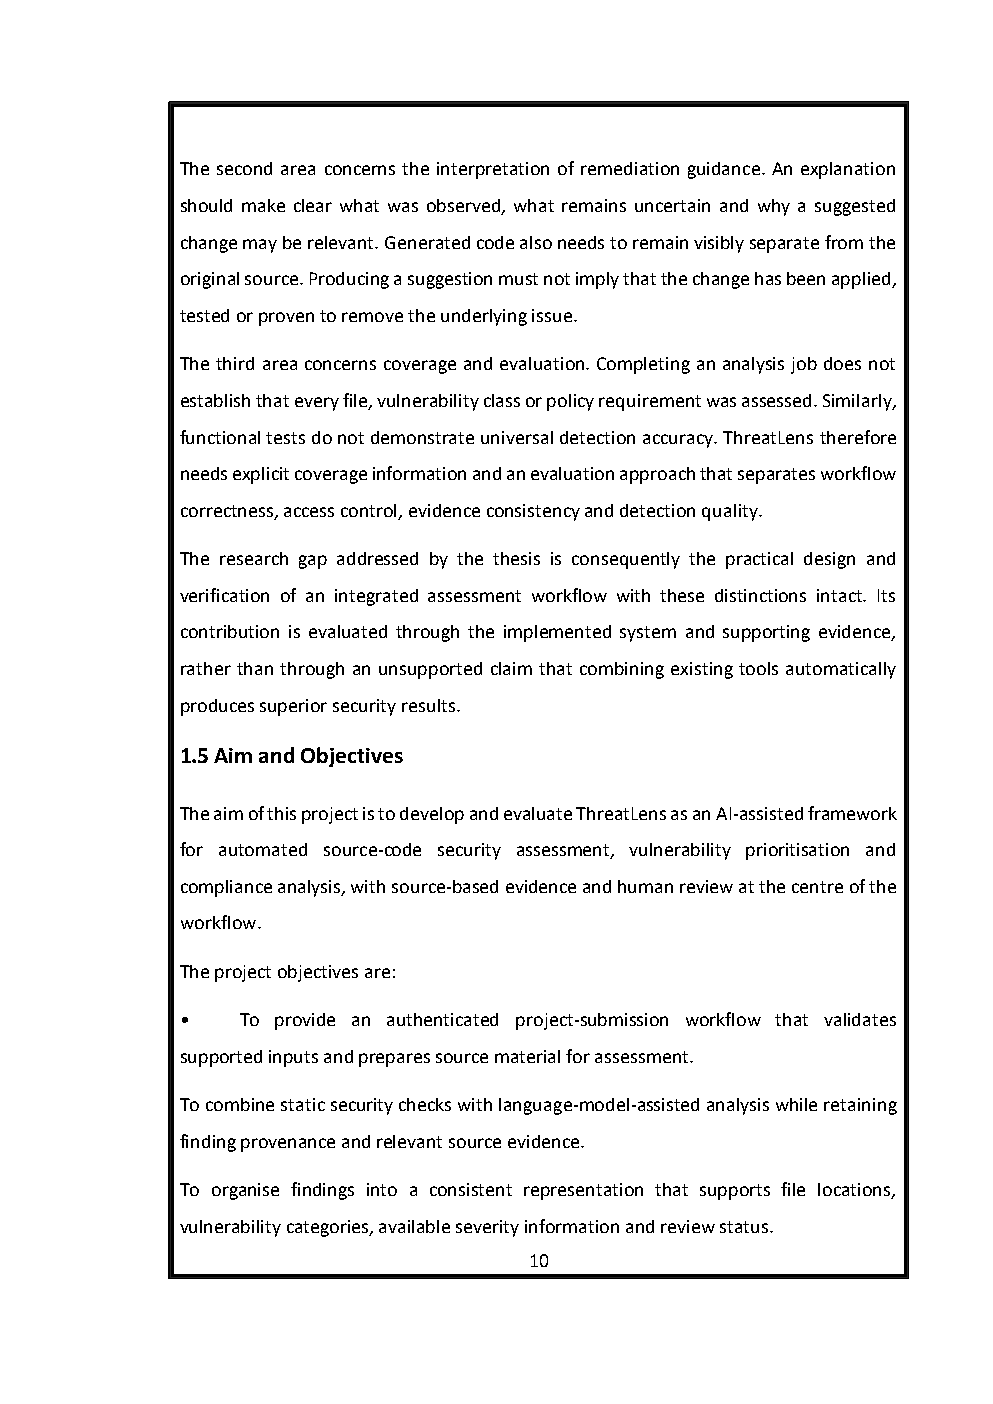 The second area concerns the interpretation of remediation guidance. An explanation
should make clear what was observed, what remains uncertain and why a suggested
change may be relevant. Generated code also needs to remain visibly separate from the
original source. Producing a suggestion must not imply that the change has been applied,
tested or proven to remove the underlying issue.
The third area concerns coverage and evaluation. Completing an analysis job does not
establish that every file, vulnerability class or policy requirement was assessed. Similarly,
functional tests do not demonstrate universal detection accuracy. ThreatLens therefore
needs explicit coverage information and an evaluation approach that separates workflow
correctness, access control, evidence consistency and detection quality.
The research gap addressed by the thesis is consequently the practical design and
verification of an integrated assessment workflow with these distinctions intact. Its
contribution is evaluated through the implemented system and supporting evidence,
rather than through an unsupported claim that combining existing tools automatically
produces superior security results.
1.5 Aim and Objectives
The aim of this project is to develop and evaluate ThreatLens as an AI-assisted framework
for automated source-code security assessment, vulnerability prioritisation and
compliance analysis, with source-based evidence and human review at the centre of the
workflow.
The project objectives are:
• To provide an authenticated project-submission workflow that validates
supported inputs and prepares source material for assessment.
To combine static security checks with language-model-assisted analysis while retaining
finding provenance and relevant source evidence.
To organise findings into a consistent representation that supports file locations,
vulnerability categories, available severity information and review status.
10